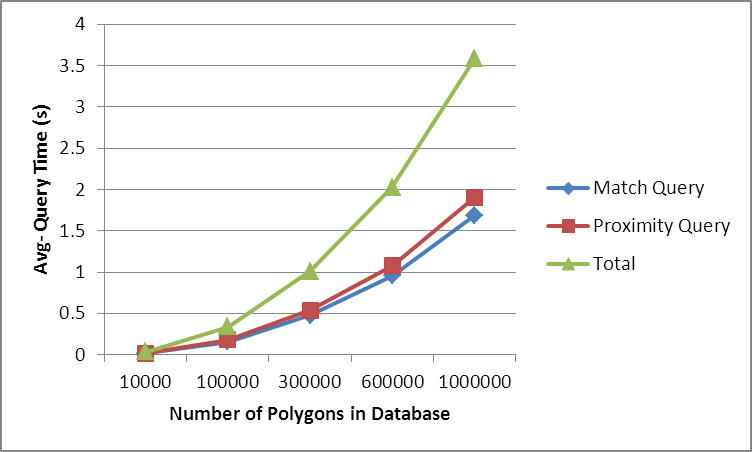 4
3.5
3
2.5
2
1.5
1
0.5
0
Avg- Query Time (s)
10000 100000 300000 600000 1000000
Number of Polygons in Database
Match Query
Proximity Query
Total